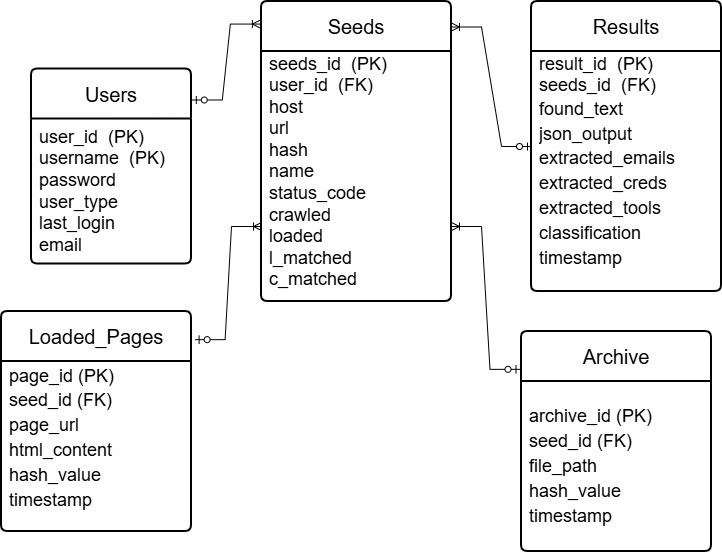 Users
user_id (PK)
username (PK)
password
user_type
last_login
email
Seeds
seeds_id (PK)
user_id (FK)
host
url
hash
name
status_code
crawled
loaded
l_matched
c_matched
Results
result_id (PK)
seeds_id (FK)
found_text
json_output
extracted_emails
extracted_creds
extracted_tools
classification
timestamp
Loaded_Pages
page_id (PK)
seed_id (FK)
page_url
html_content
hash_value
timestamp
Archive
archive_id (PK)
seed_id (FK)
file_path
hash_value
timestamp